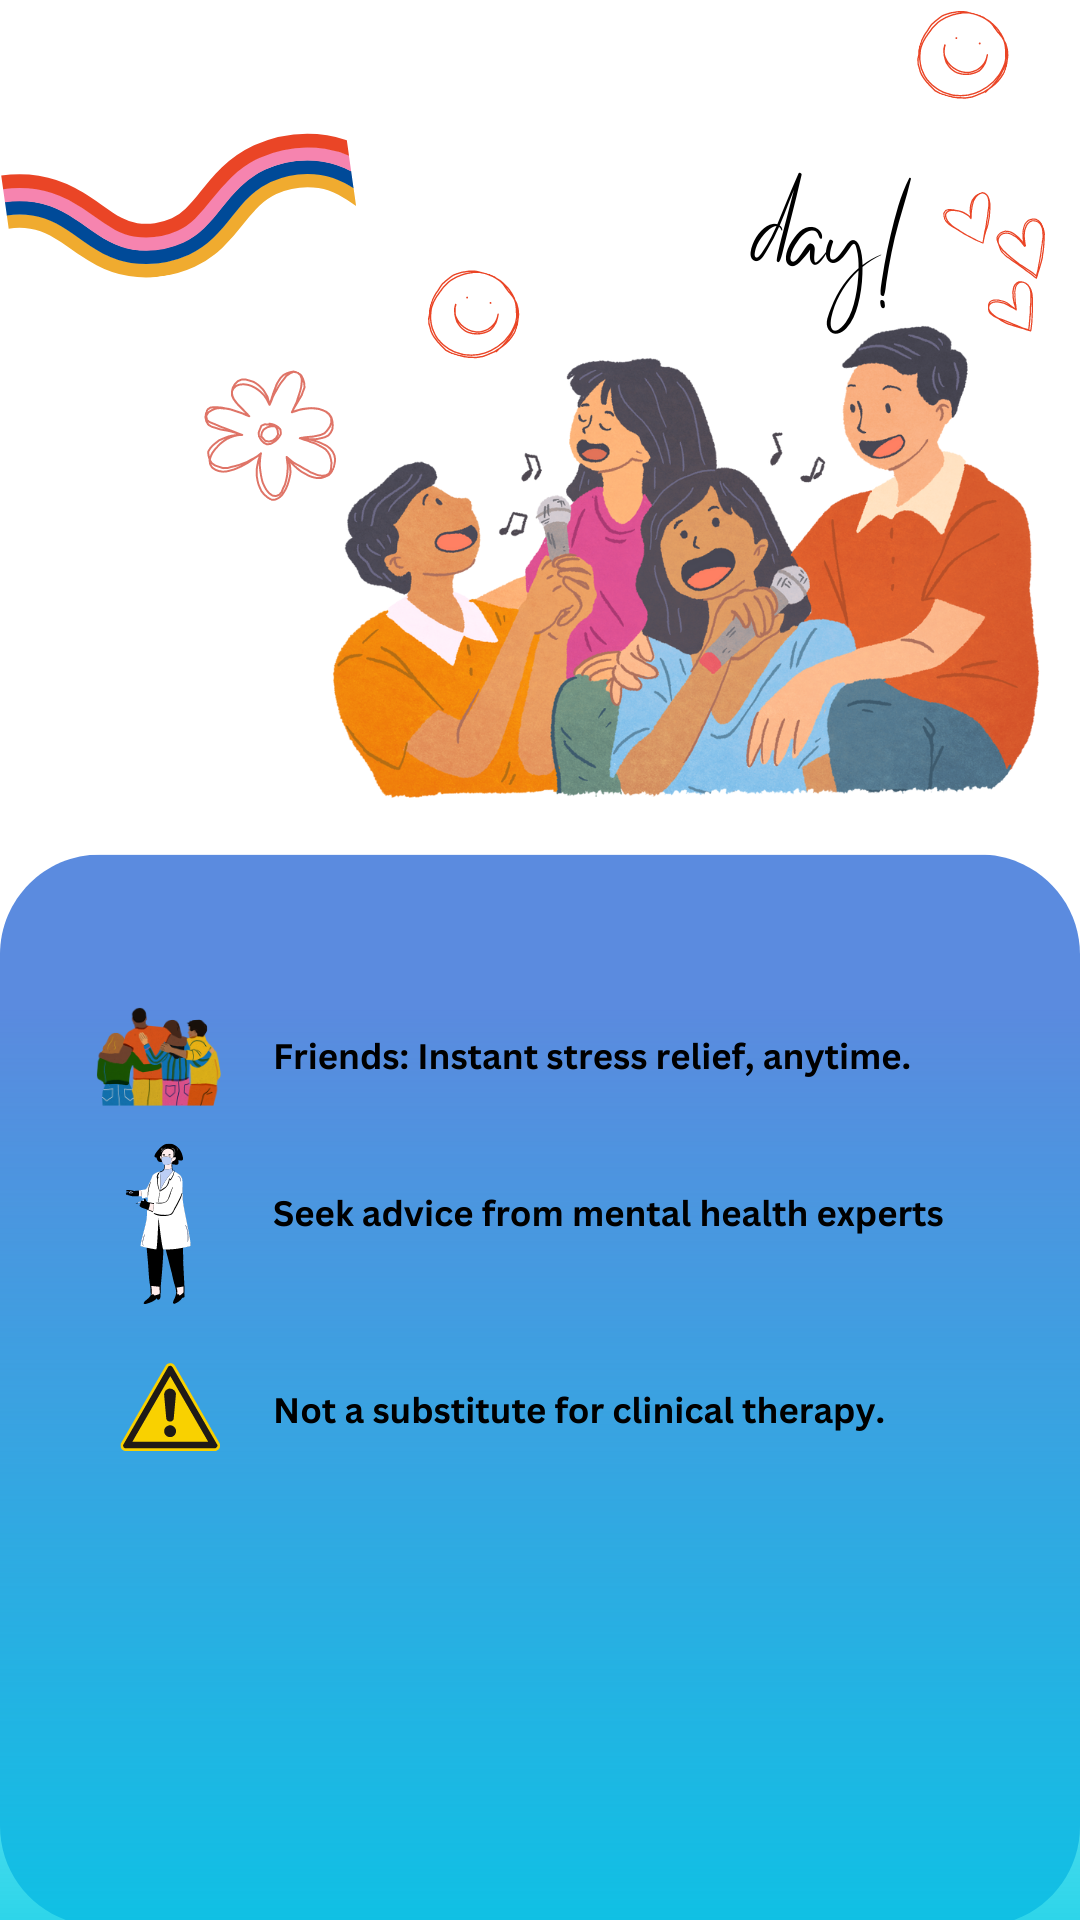 day!
Friends: Instant stress relief, anytime.
Seek advice from mental health experts
Not a substitute for clinical therapy.